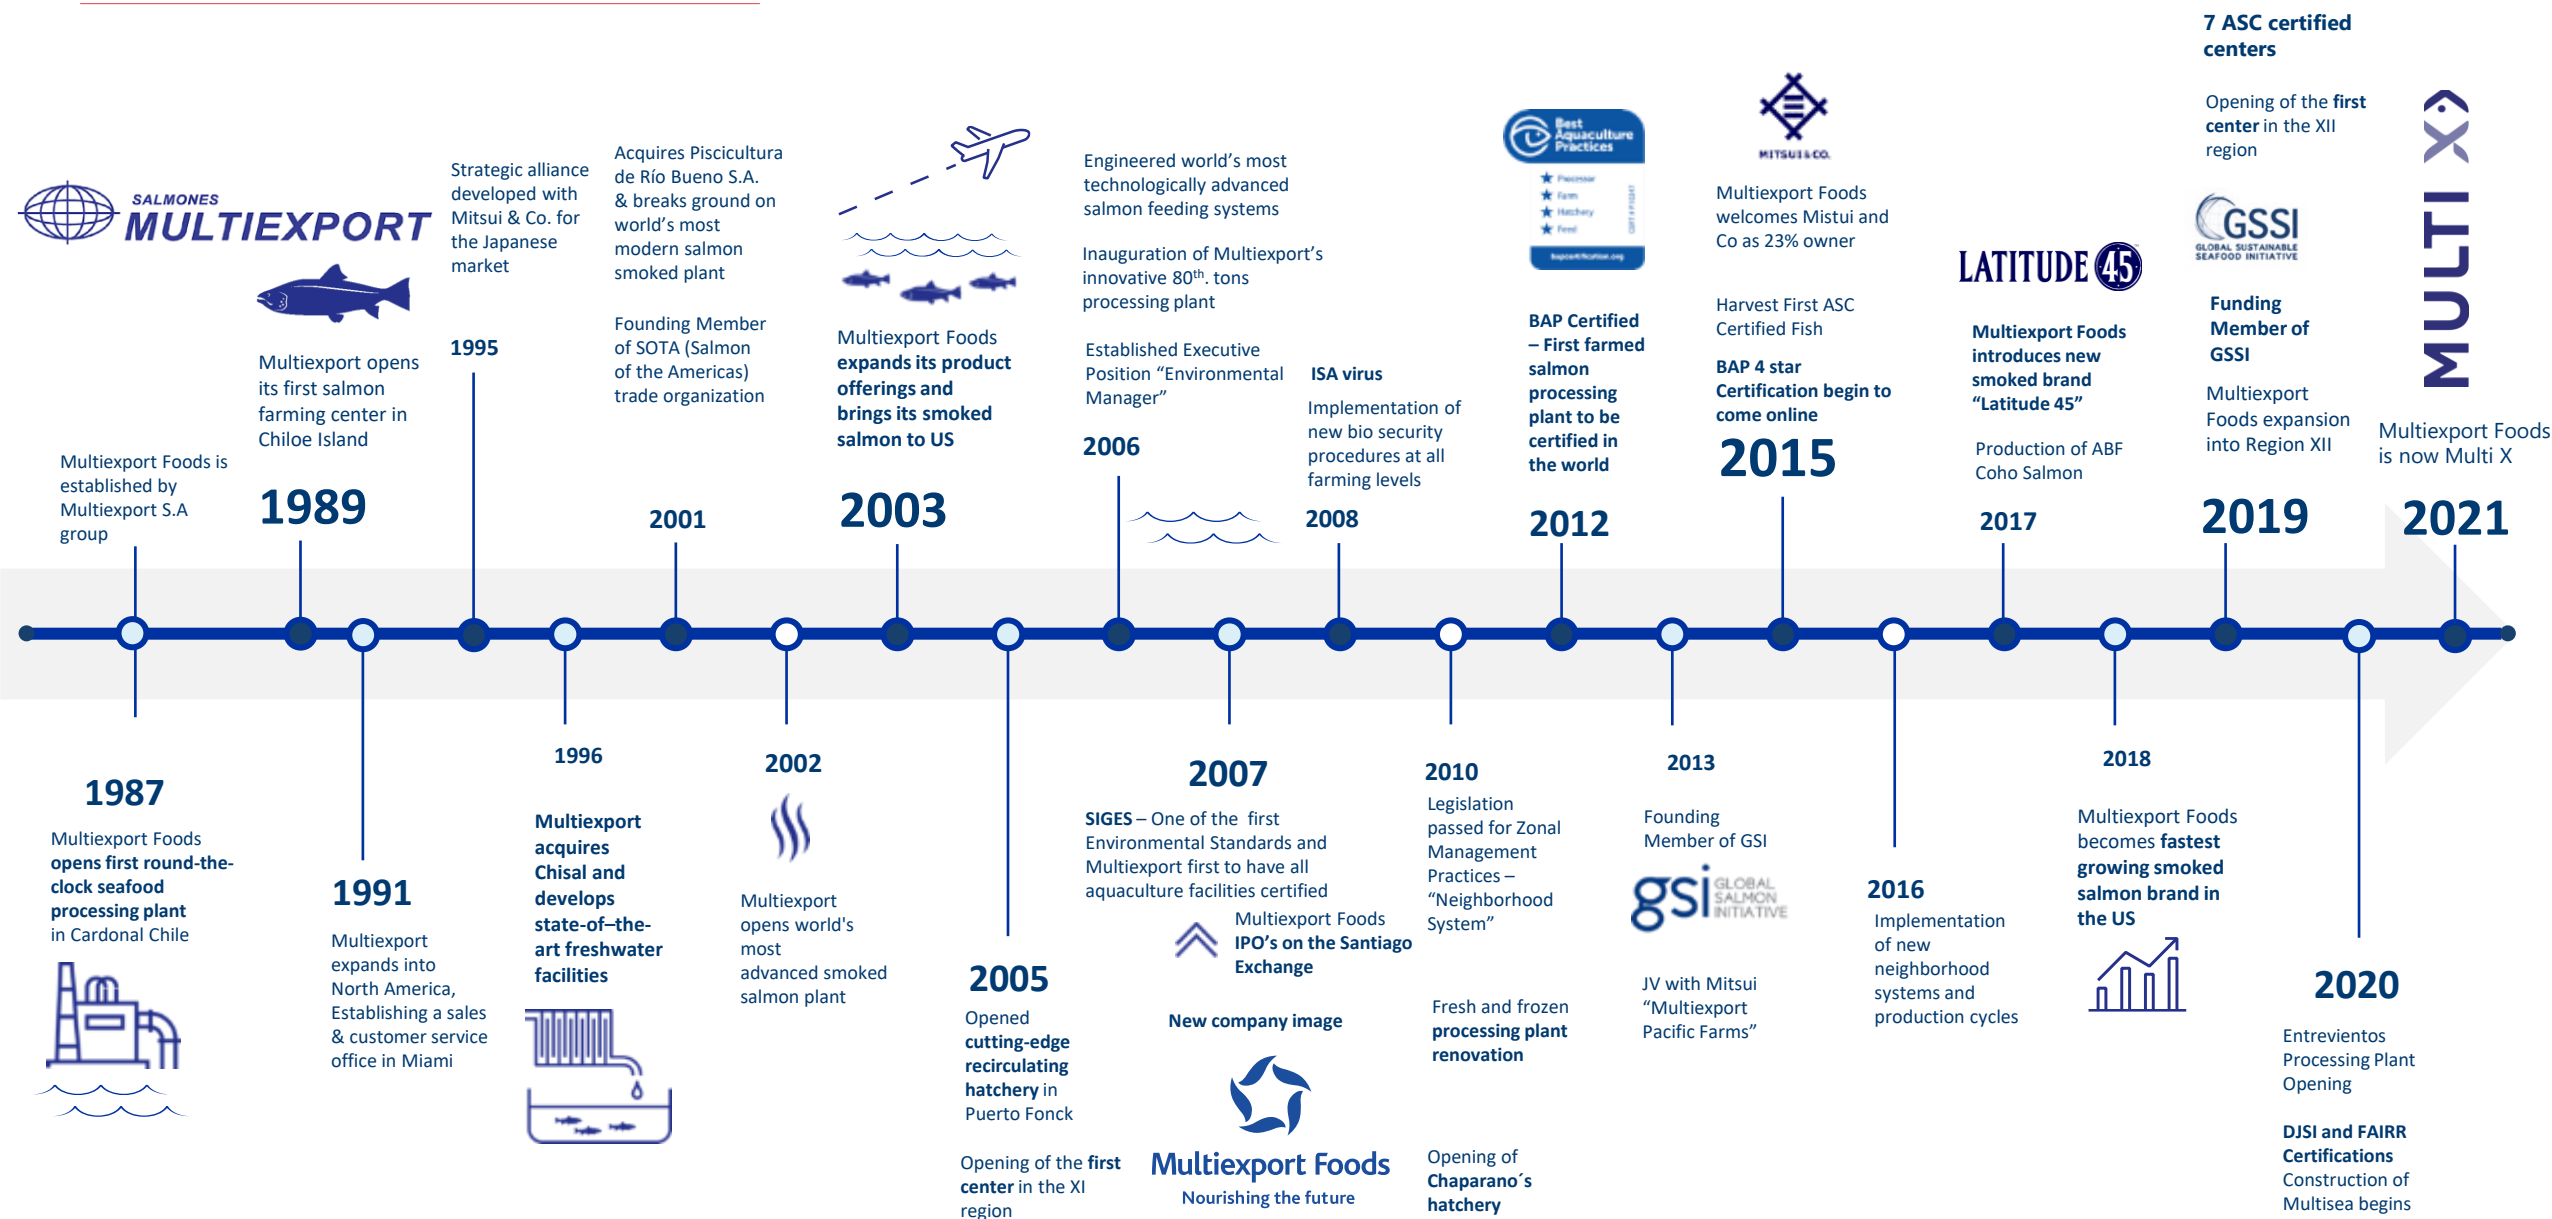 SALMONES
MULTIEXPORT
Multiexport Foods is
established by
Multiexport S.A
group
1987
Multiexport Foods
opens first round-the-
clock seafood
processing plant
in Cardonal Chile
Multiexport opens
its first salmon
farming center in
Chiloe Island
1989
1991
Multiexport
expands into
North America,
Establishing a sales
& customer service
office in Miami
Strategic alliance
developed with
Mitsui & Co. for
the Japanese
market
1995
1996
Multiexport
acquires
Chisal and
develops
state-of–the-
art freshwater
facilities
Acquires Piscicultura
de Río Bueno S.A.
& breaks ground on
world's most
modern salmon
smoked plant
Founding Member
of SOTA (Salmon
of the Americas)
trade organization
2001
2002
Multiexport
opens world's
most
advanced smoked
salmon plant
Multiexport Foods
expands its product
offerings and
brings its smoked
salmon to US
2003
2005
Opened
cutting-edge
recirculating
hatchery in
Puerto Fonck
Opening of the first
center in the XI
region
Engineered world's most
technologically advanced
salmon feeding systems
Inauguration of Multiexport's
innovative 80th. tons
processing plant
Established Executive
Position “Environmental
Manager”
2006
2007
SIGES – One of the first
Environmental Standards and
Multiexport first to have all
aquaculture facilities certified
Multiexport Foods
IPO's on the Santiago
Exchange
New company image
Multiexport Foods
Nourishing the future
ISA virus
Implementation of
new bio security
procedures at all
farming levels
2008
2010
Legislation
passed for Zonal
Management
Practices –
“Neighborhood
System”
Fresh and frozen
processing plant
renovation
Opening of
Chaparano´s
hatchery
Best
Aquaculture
Practices
Processor
Farm
Hatchery
Feed
bapcertification.org
BAP Certified
– First farmed
salmon
processing
plant to be
certified in
the world
2012
2013
Founding
Member of GSI
gsi GLOBAL
SALMON
INITIATIVE
JV with Mitsui
“Multiexport
Pacific Farms”
MITSUI & CO.
Multiexport Foods
welcomes Mistui and
Co as 23% owner
Harvest First ASC
Certified Fish
BAP 4 star
Certification begin to
come online
2015
2016
Implementation
of new
neighborhood
systems and
production cycles
LATITUDE 45
Multiexport Foods
introduces new
smoked brand
“Latitude 45”
Production of ABF
Coho Salmon
2017
2018
Multiexport Foods
becomes fastest
growing smoked
salmon brand in
the US
7 ASC certified
centers
Opening of the first
center in the XII
region
GSSI
GLOBAL SUSTAINABLE
SEAFOOD INITIATIVE
Funding
Member of
GSSI
Multiexport
Foods expansion
into Region XII
2019
2020
Entrevientos
Processing Plant
Opening
DJSI and FAIRR
Certifications
Construction of
Multisea begins
MULTI X
Multiexport Foods
is now Multi X
2021